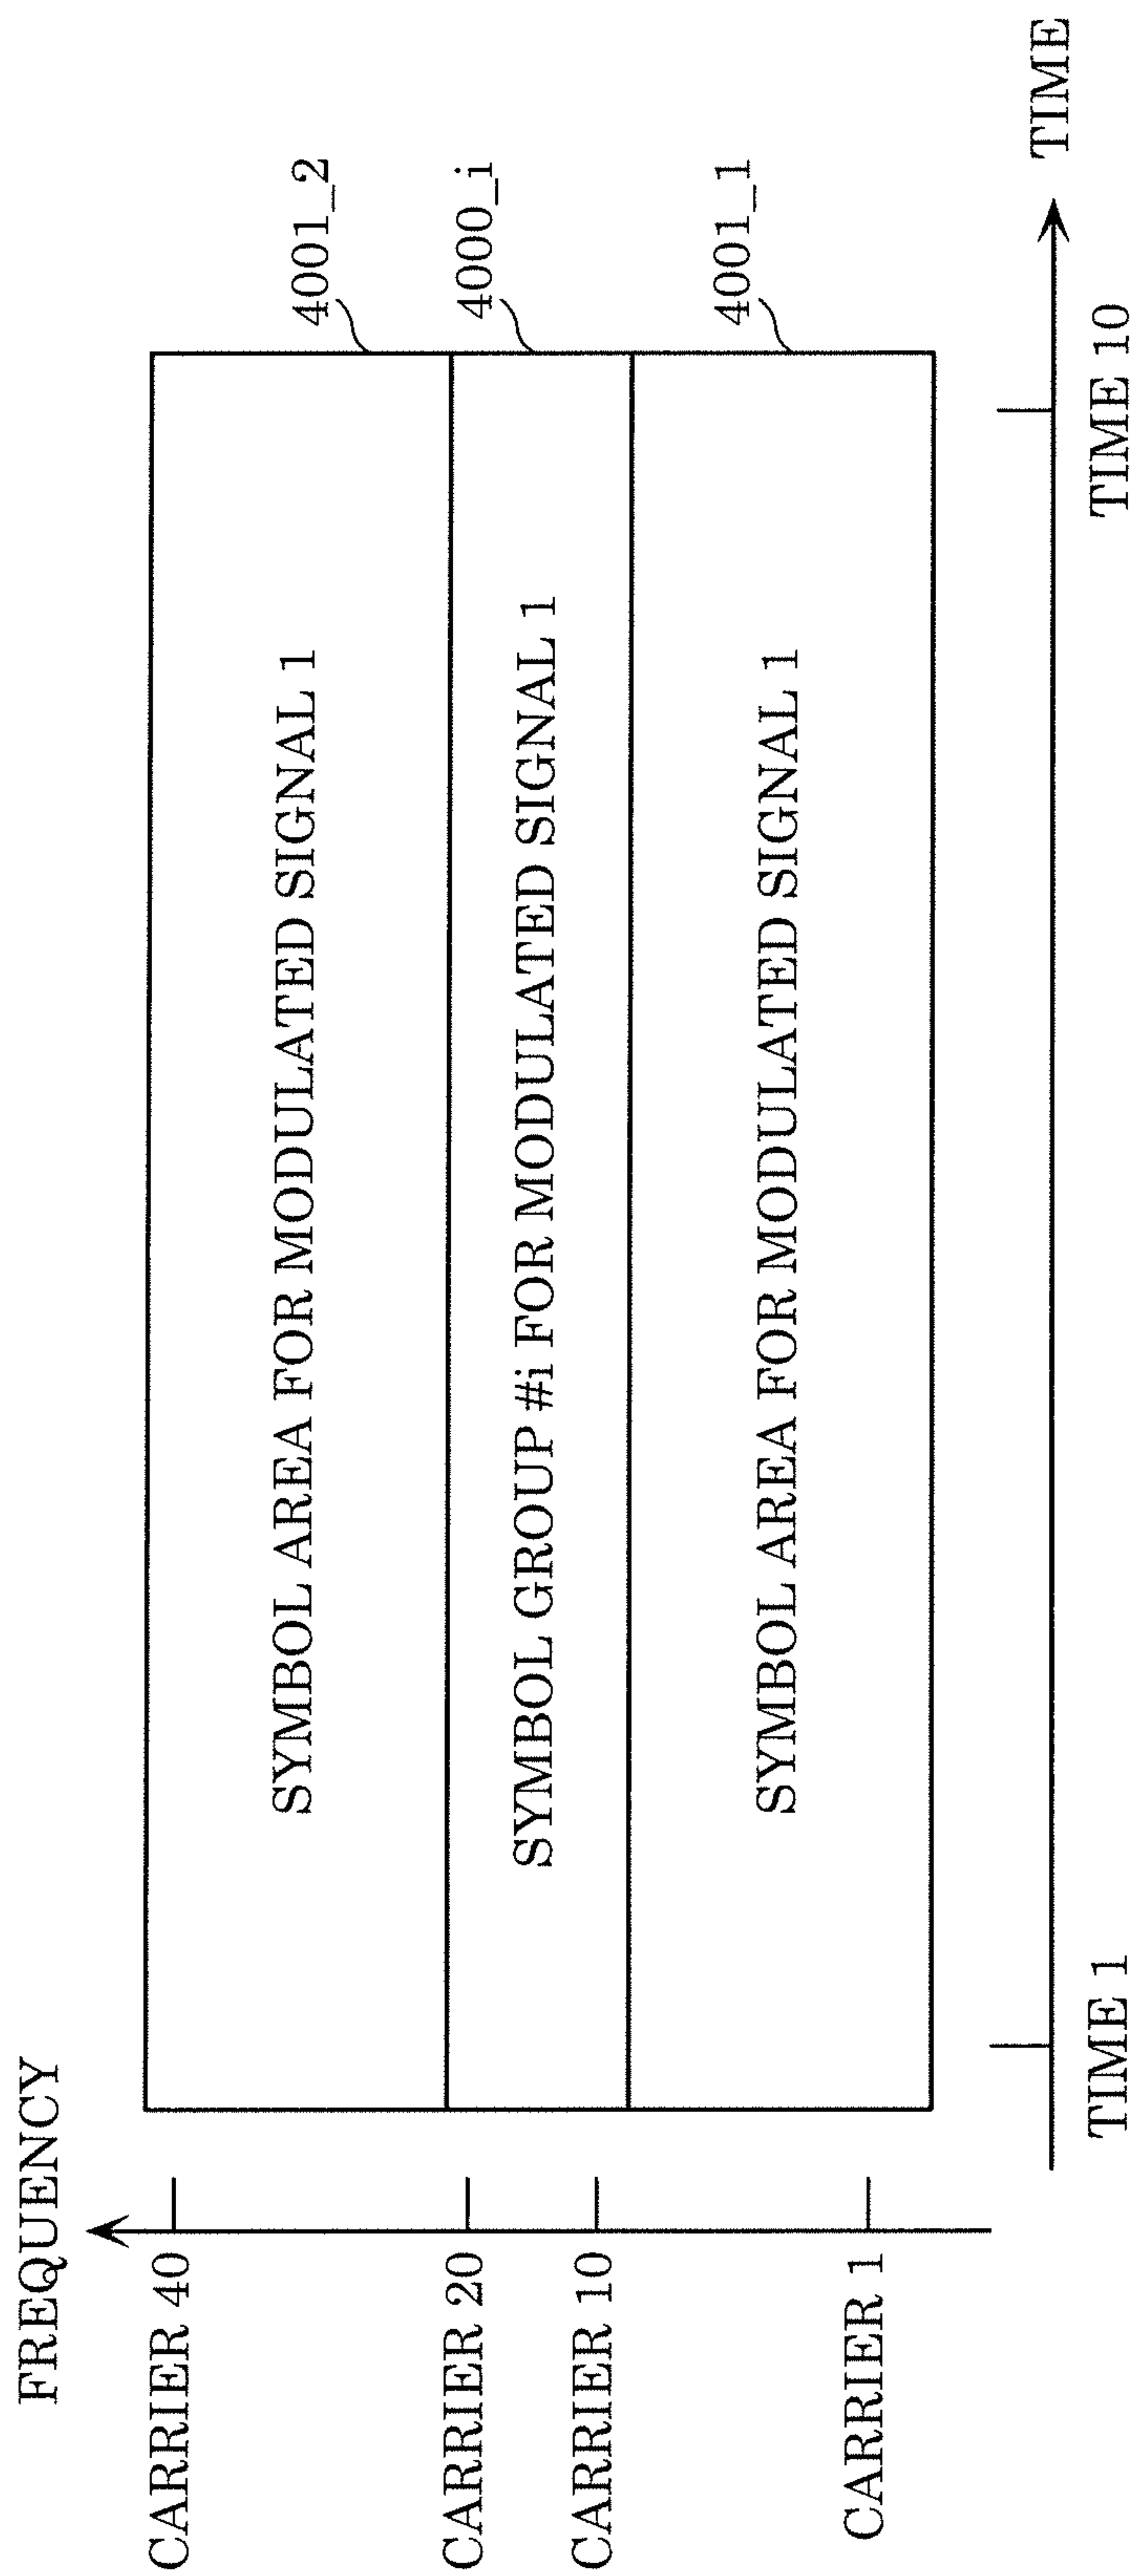 FREQUENCY
CARRIER 40
SYMBOL AREA FOR MODULATED SIGNAL 1
4001_2
CARRIER 20
SYMBOL GROUP #i FOR MODULATED SIGNAL 1
4000_i
CARRIER 10
SYMBOL AREA FOR MODULATED SIGNAL 1
4001_1
CARRIER 1
TIME
TIME 1
TIME 10